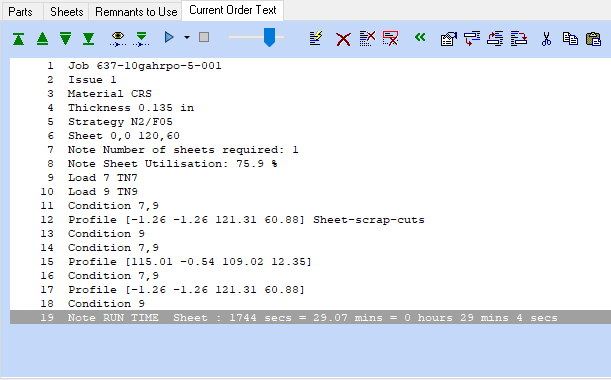 Parts Sheets Remnants to Use Current Order Text
1 Job 637-10gahrpo-5-001
2 Issue 1
3 Material CRS
4 Thickness 0.135 in
5 Strategy N2/F05
6 Sheet 0,0 120,60
7 Note Number of sheets required: 1
8 Note Sheet Utilisation: 75.9 %
9 Load 7 TN7
10 Load 9 TN9
11 Condition 7,9
12 Profile [-1.26 -1.26 121.31 60.88] Sheet-scrap-cuts
13 Condition 9
14 Condition 7,9
15 Profile [115.01 -0.54 109.02 12.35]
16 Condition 7,9
17 Profile [-1.26 -1.26 121.31 60.88]
18 Condition 9
19 Note RUN TIME  Sheet : 1744 secs = 29.07 mins = 0 hours 29 mins 4 secs